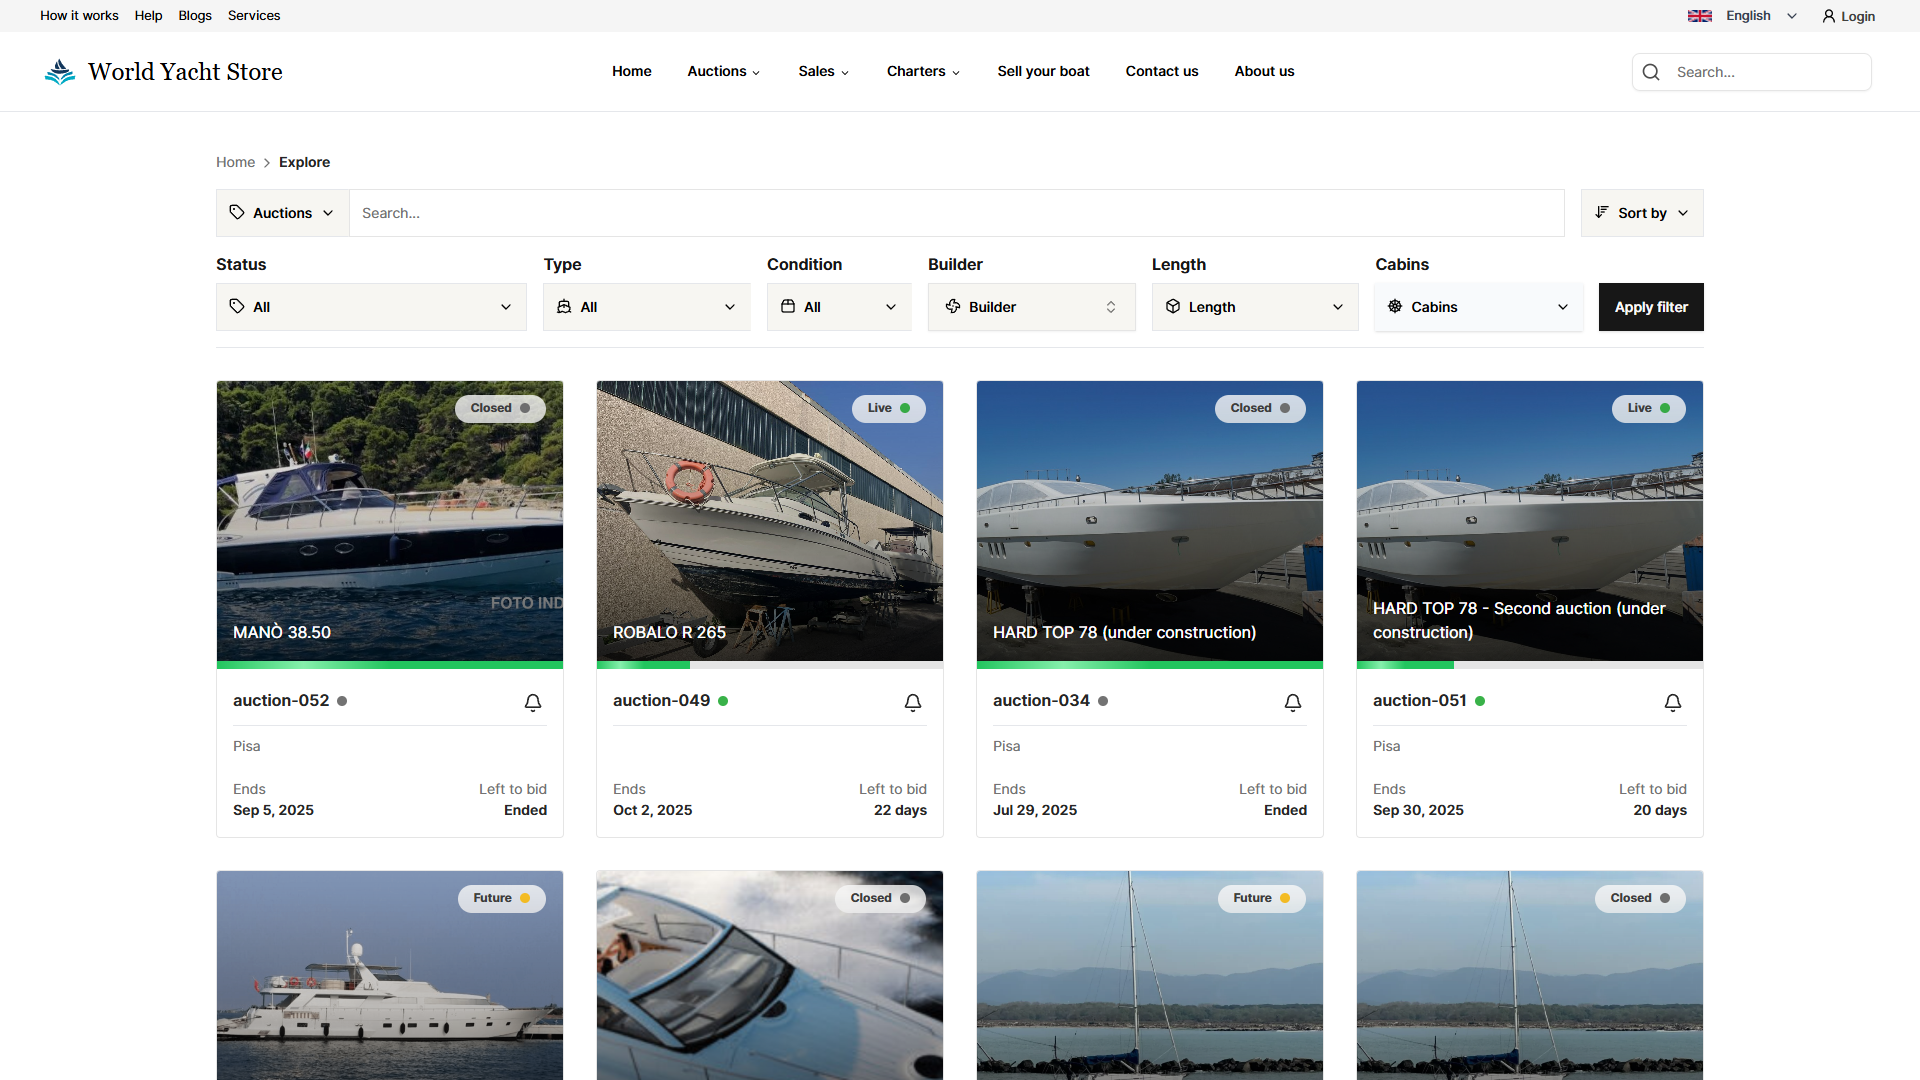 How it works Help Blogs Services English Login
World Yacht Store Home Auctions Sales Charters Sell your boat Contact us About us Search...
Home Explore
Auctions Search... Sort by
Status Type Condition Builder Length Cabins
All All All Builder Length Cabins Apply filter
Closed Live Closed Live
FOTO IND
HARD TOP 78 - Second auction (under
MANÒ 38.50 ROBALO R 265 HARD TOP 78 (under construction) construction)
auction-052 auction-049 auction-034 auction-051
Pisa Pisa Pisa
Ends Left to bid Ends Left to bid Ends Left to bid Ends Left to bid
Sep 5, 2025 Ended Oct 2, 2025 22 days Jul 29, 2025 Ended Sep 30, 2025 20 days
Future Closed Future Closed